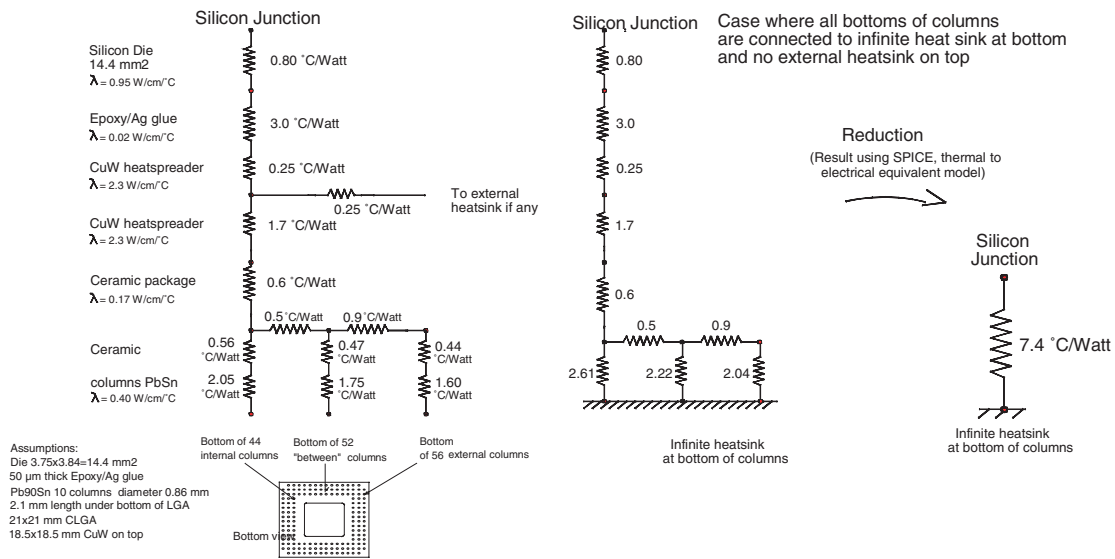 Silicon Junction
Silicon Die
14.4 mm2
λ = 0.95 W/cm/˚C
0.80 ˚C/Watt
Epoxy/Ag glue
λ = 0.02 W/cm/˚C
3.0 ˚C/Watt
CuW heatspreader
λ = 2.3 W/cm/˚C
0.25 ˚C/Watt
0.25 ˚C/Watt
To external
heatsink if any
CuW heatspreader
λ = 2.3 W/cm/˚C
1.7 ˚C/Watt
Ceramic package
λ = 0.17 W/cm/˚C
0.6 ˚C/Watt
0.5 ˚C/Watt
0.9 ˚C/Watt
Ceramic
0.56
˚C/Watt
0.47
˚C/Watt
0.44
˚C/Watt
columns PbSn
λ = 0.40 W/cm/˚C
2.05
˚C/Watt
1.75
˚C/Watt
1.60
˚C/Watt
Assumptions:
Die 3.75x3.84=14.4 mm2
50 µm thick Epoxy/Ag glue
Pb90Sn 10 columns diameter 0.86 mm
2.1 mm length under bottom of LGA
21x21 mm CLGA
18.5x18.5 mm CuW on top
Bottom of 44
internal columns
Bottom of 52
"between" columns
Bottom
of 56 external columns
Bottom view
Silicon Junction
Case where all bottoms of columns
are connected to infinite heat sink at bottom
and no external heatsink on top
0.80
3.0
0.25
1.7
0.6
0.5
0.9
2.61
2.22
2.04
Infinite heatsink
at bottom of columns
Reduction
(Result using SPICE, thermal to
electrical equivalent model)
Silicon
Junction
7.4 ˚C/Watt
Infinite heatsink
at bottom of columns